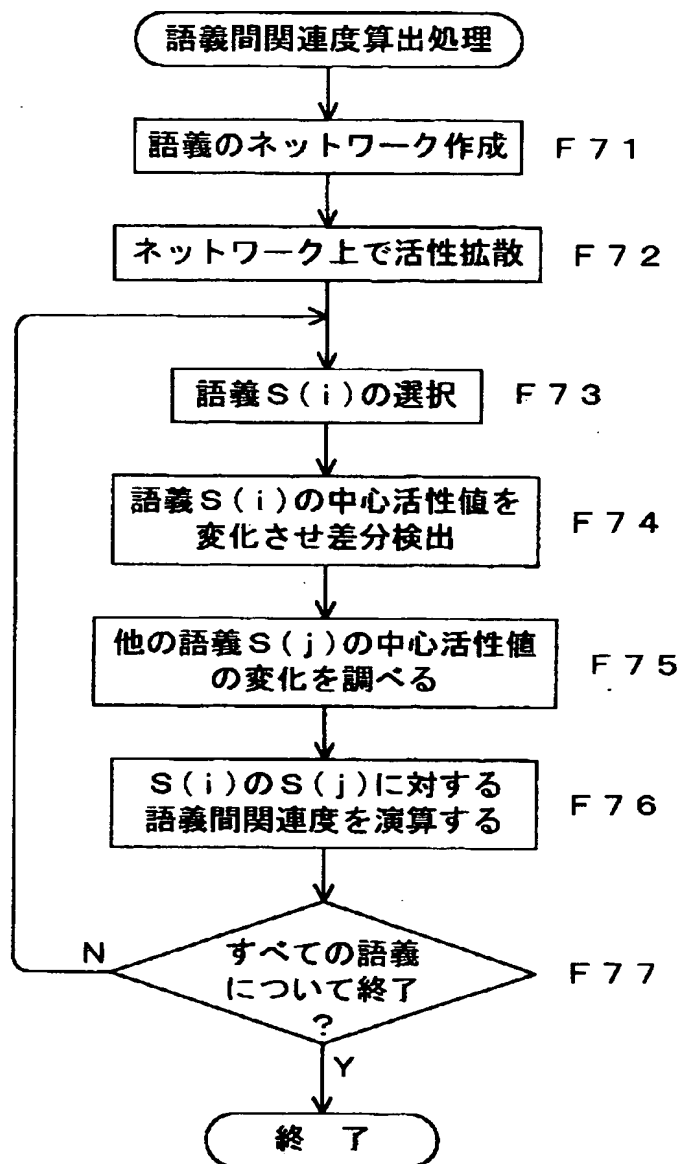 語義間関連度算出処理
語義のネットワーク作成 F71
ネットワーク上で活性拡散 F72
語義S(i)の選択 F73
語義S(i)の中心活性値を
変化させ差分検出 F74
他の語義S(j)の中心活性値
の変化を調べる F75
S(i)のS(j)に対する
語義間関連度を演算する F76
N すべての語義
について終了 F77
?
Y
終 了